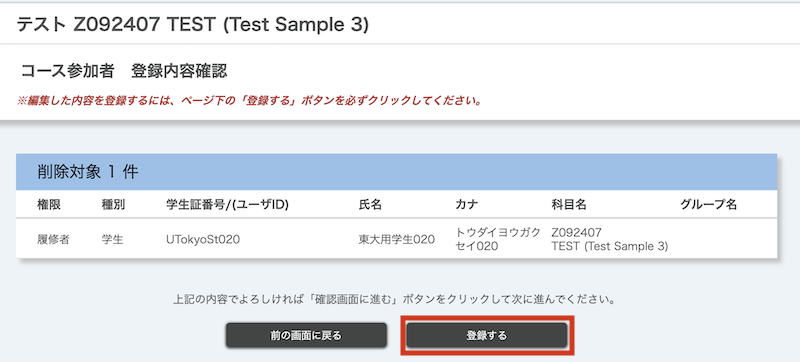 テスト Z092407 TEST (Test Sample 3)
コース参加者　登録内容確認
※編集した内容を登録するには、ページ下の「登録する」ボタンを必ずクリックしてください。
削除対象 1 件
権限 種別 学生証番号/(ユーザID) 氏名 カナ 科目名 グループ名
履修者 学生 UTokyoSt020 東大用学生020 トウダイヨウガク Z092407
セイ020 TEST (Test Sample 3)
上記の内容でよろしければ「確認画面に進む」ボタンをクリックして次に進んでください。
前の画面に戻る 登録する